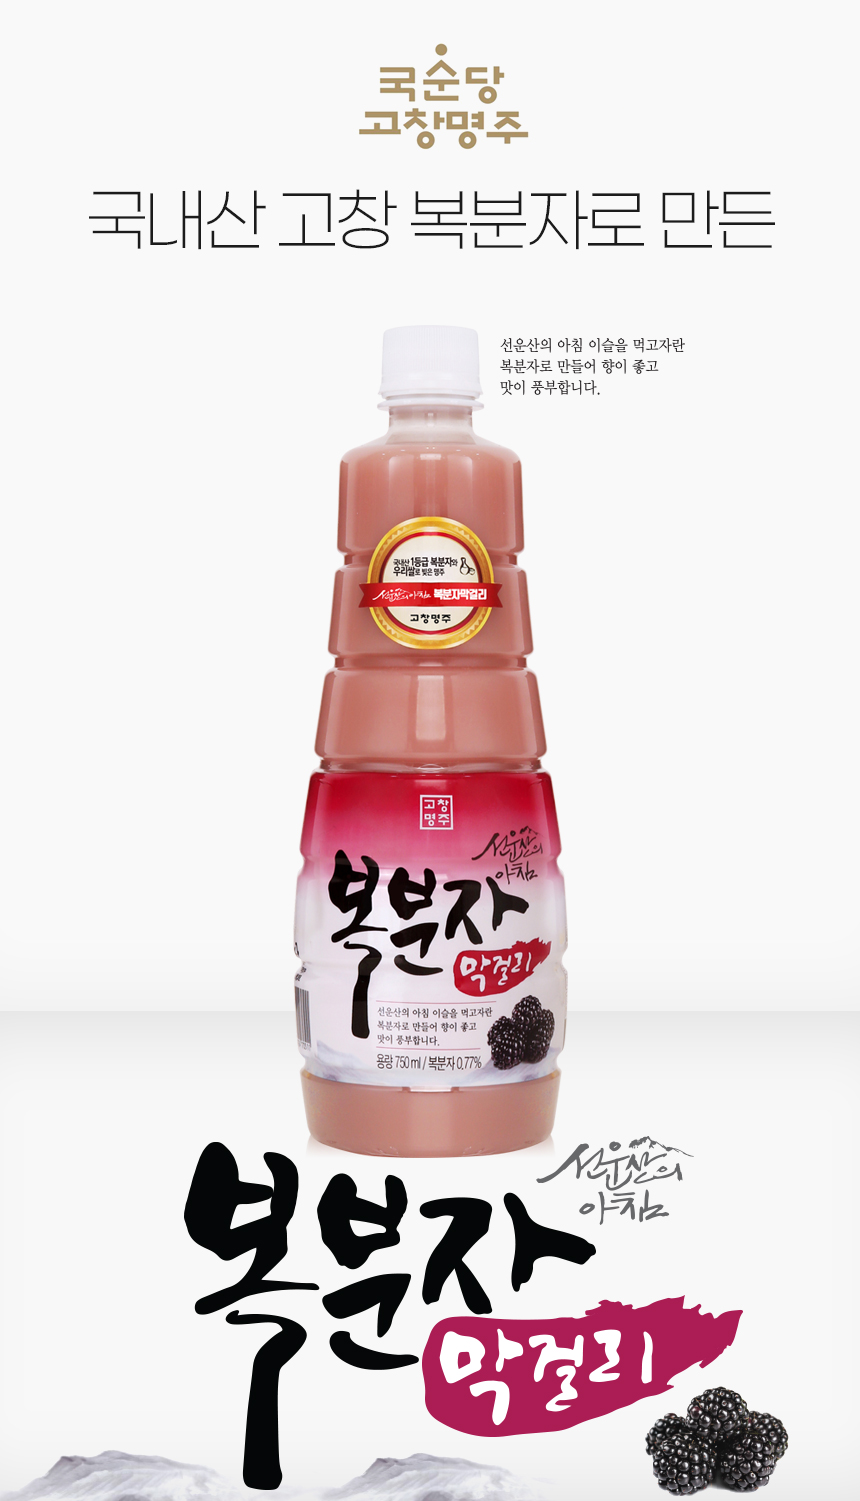 국순당
고창명주
국내산 고창 복분자로 만든
선운산의 아침 이슬을 먹고자란
복분자로 만들어 향이 좋고
맛이 풍부합니다.
국내산 1등급 복분자와
우리쌀로 빚은 명주
선운산의 아침 복분자막걸리
고창명주
고창
명주
선운산의
아침
복분자
막걸리
선운산의 아침 이슬을 먹고자란
복분자로 만들어 향이 좋고
맛이 풍부합니다.
용량 750ml / 복분자 0.77%
선운산의
아침
복분자
막걸리